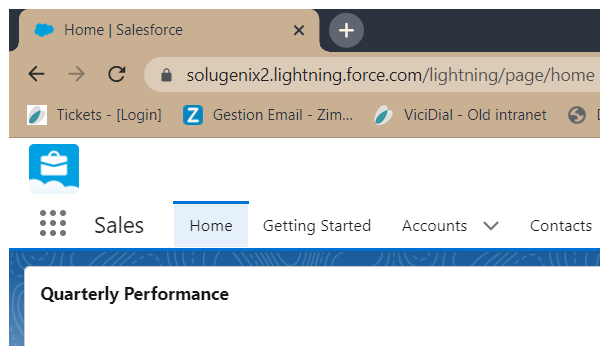 Home | Salesforce
solugenix2.lightning.force.com/lightning/page/home
Tickets - [Login] Gestion Email - Zim... ViciDial - Old intranet
Sales Home Getting Started Accounts Contacts
Quarterly Performance